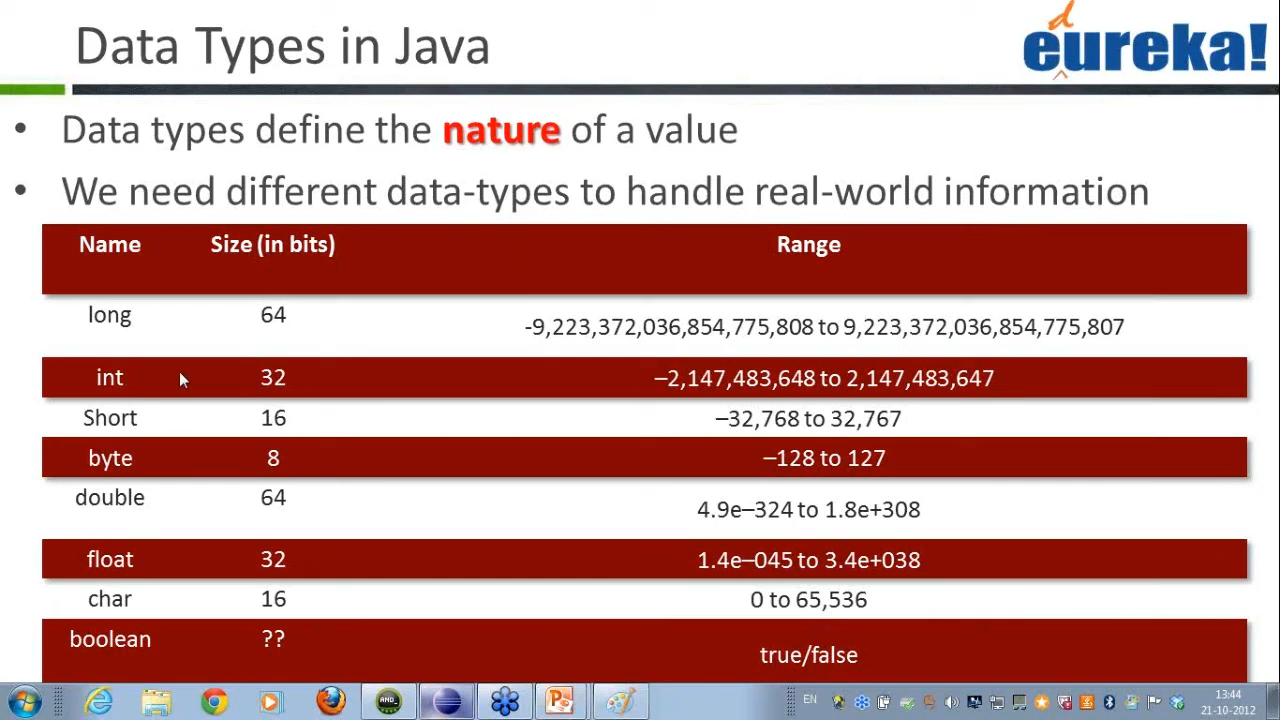 Data Types in Java
edureka!
• Data types define the nature of a value
• We need different data-types to handle real-world information
Name Size (in bits) Range
long 64 -9,223,372,036,854,775,808 to 9,223,372,036,854,775,807
int 32 –2,147,483,648 to 2,147,483,647
Short 16 –32,768 to 32,767
byte 8 –128 to 127
double 64 4.9e–324 to 1.8e+308
float 32 1.4e–045 to 3.4e+038
char 16 0 to 65,536
boolean ?? true/false
AND
EN
13:44
21-10-2012